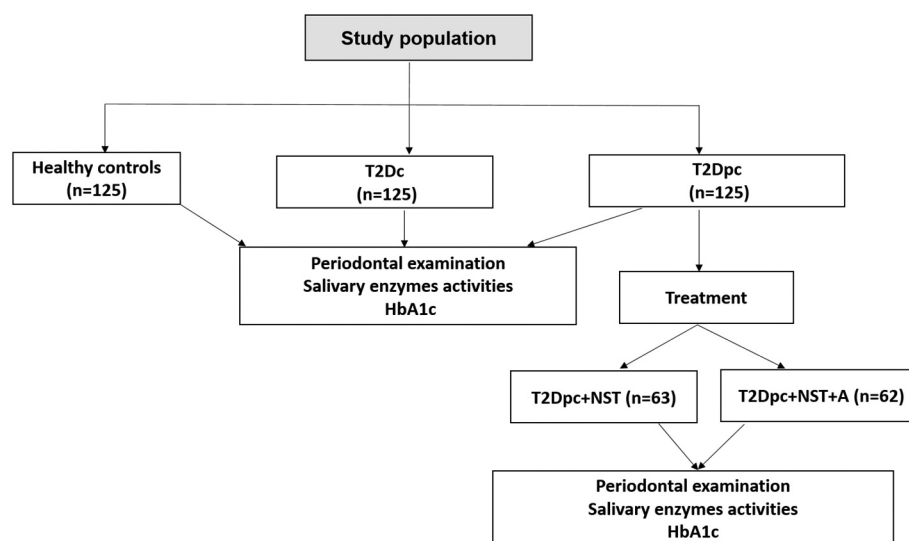 Study population
Healthy controls
(n=125)
T2Dc
(n=125)
T2Dpc
(n=125)
Periodontal examination
Salivary enzymes activities
HbA1c
Treatment
T2Dpc+NST (n=63)
T2Dpc+NST+A (n=62)
Periodontal examination
Salivary enzymes activities
HbA1c